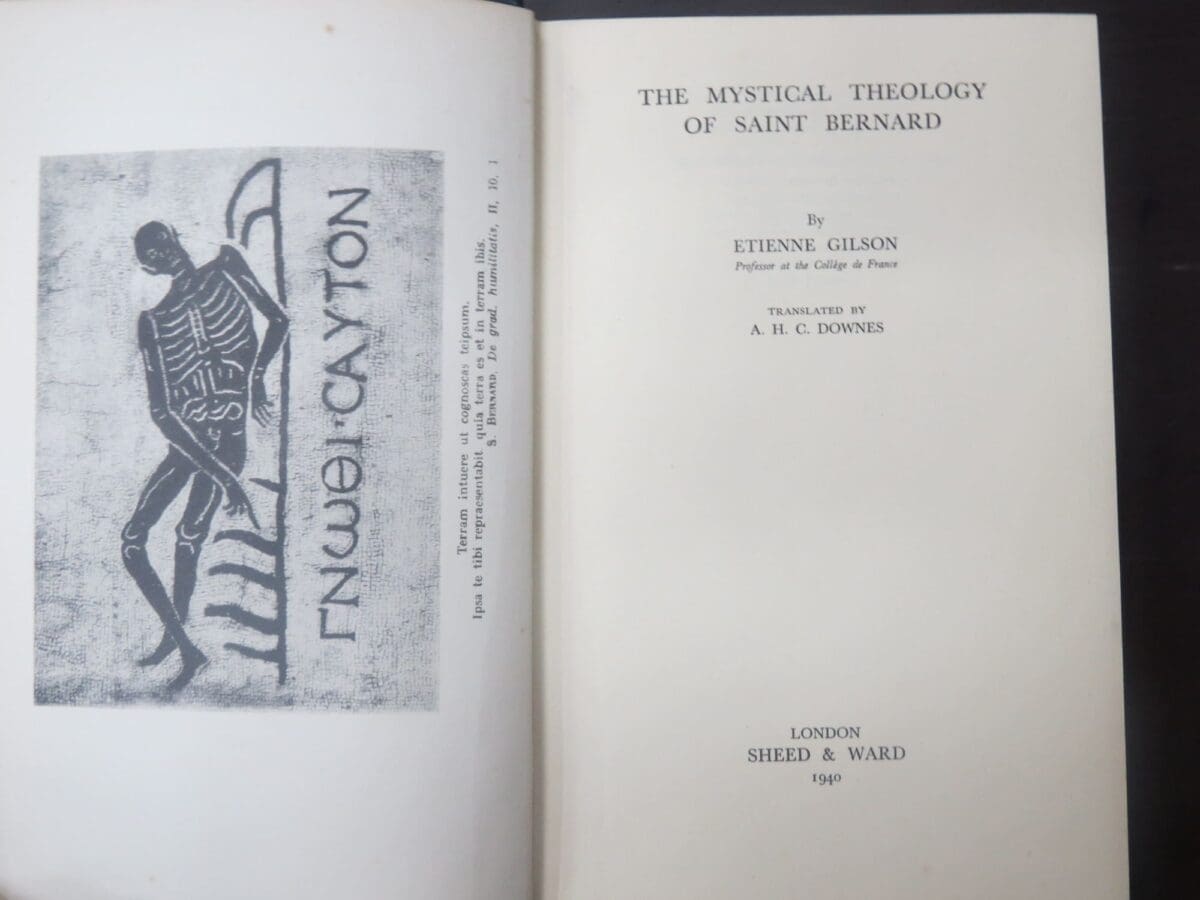 ΓΝΩΘΙ·CΑΥΤΟΝ
Terram intuere ut cognoscas teipsum.
Ipsa te tibi repraesentabit quia terra es et in terram ibis.
S. BERNARD, De grad. humilitatis, II, 10, 1
THE MYSTICAL THEOLOGY
OF SAINT BERNARD
By
ETIENNE GILSON
Professor at the Collège de France
TRANSLATED BY
A. H. C. DOWNES
LONDON
SHEED & WARD
1940